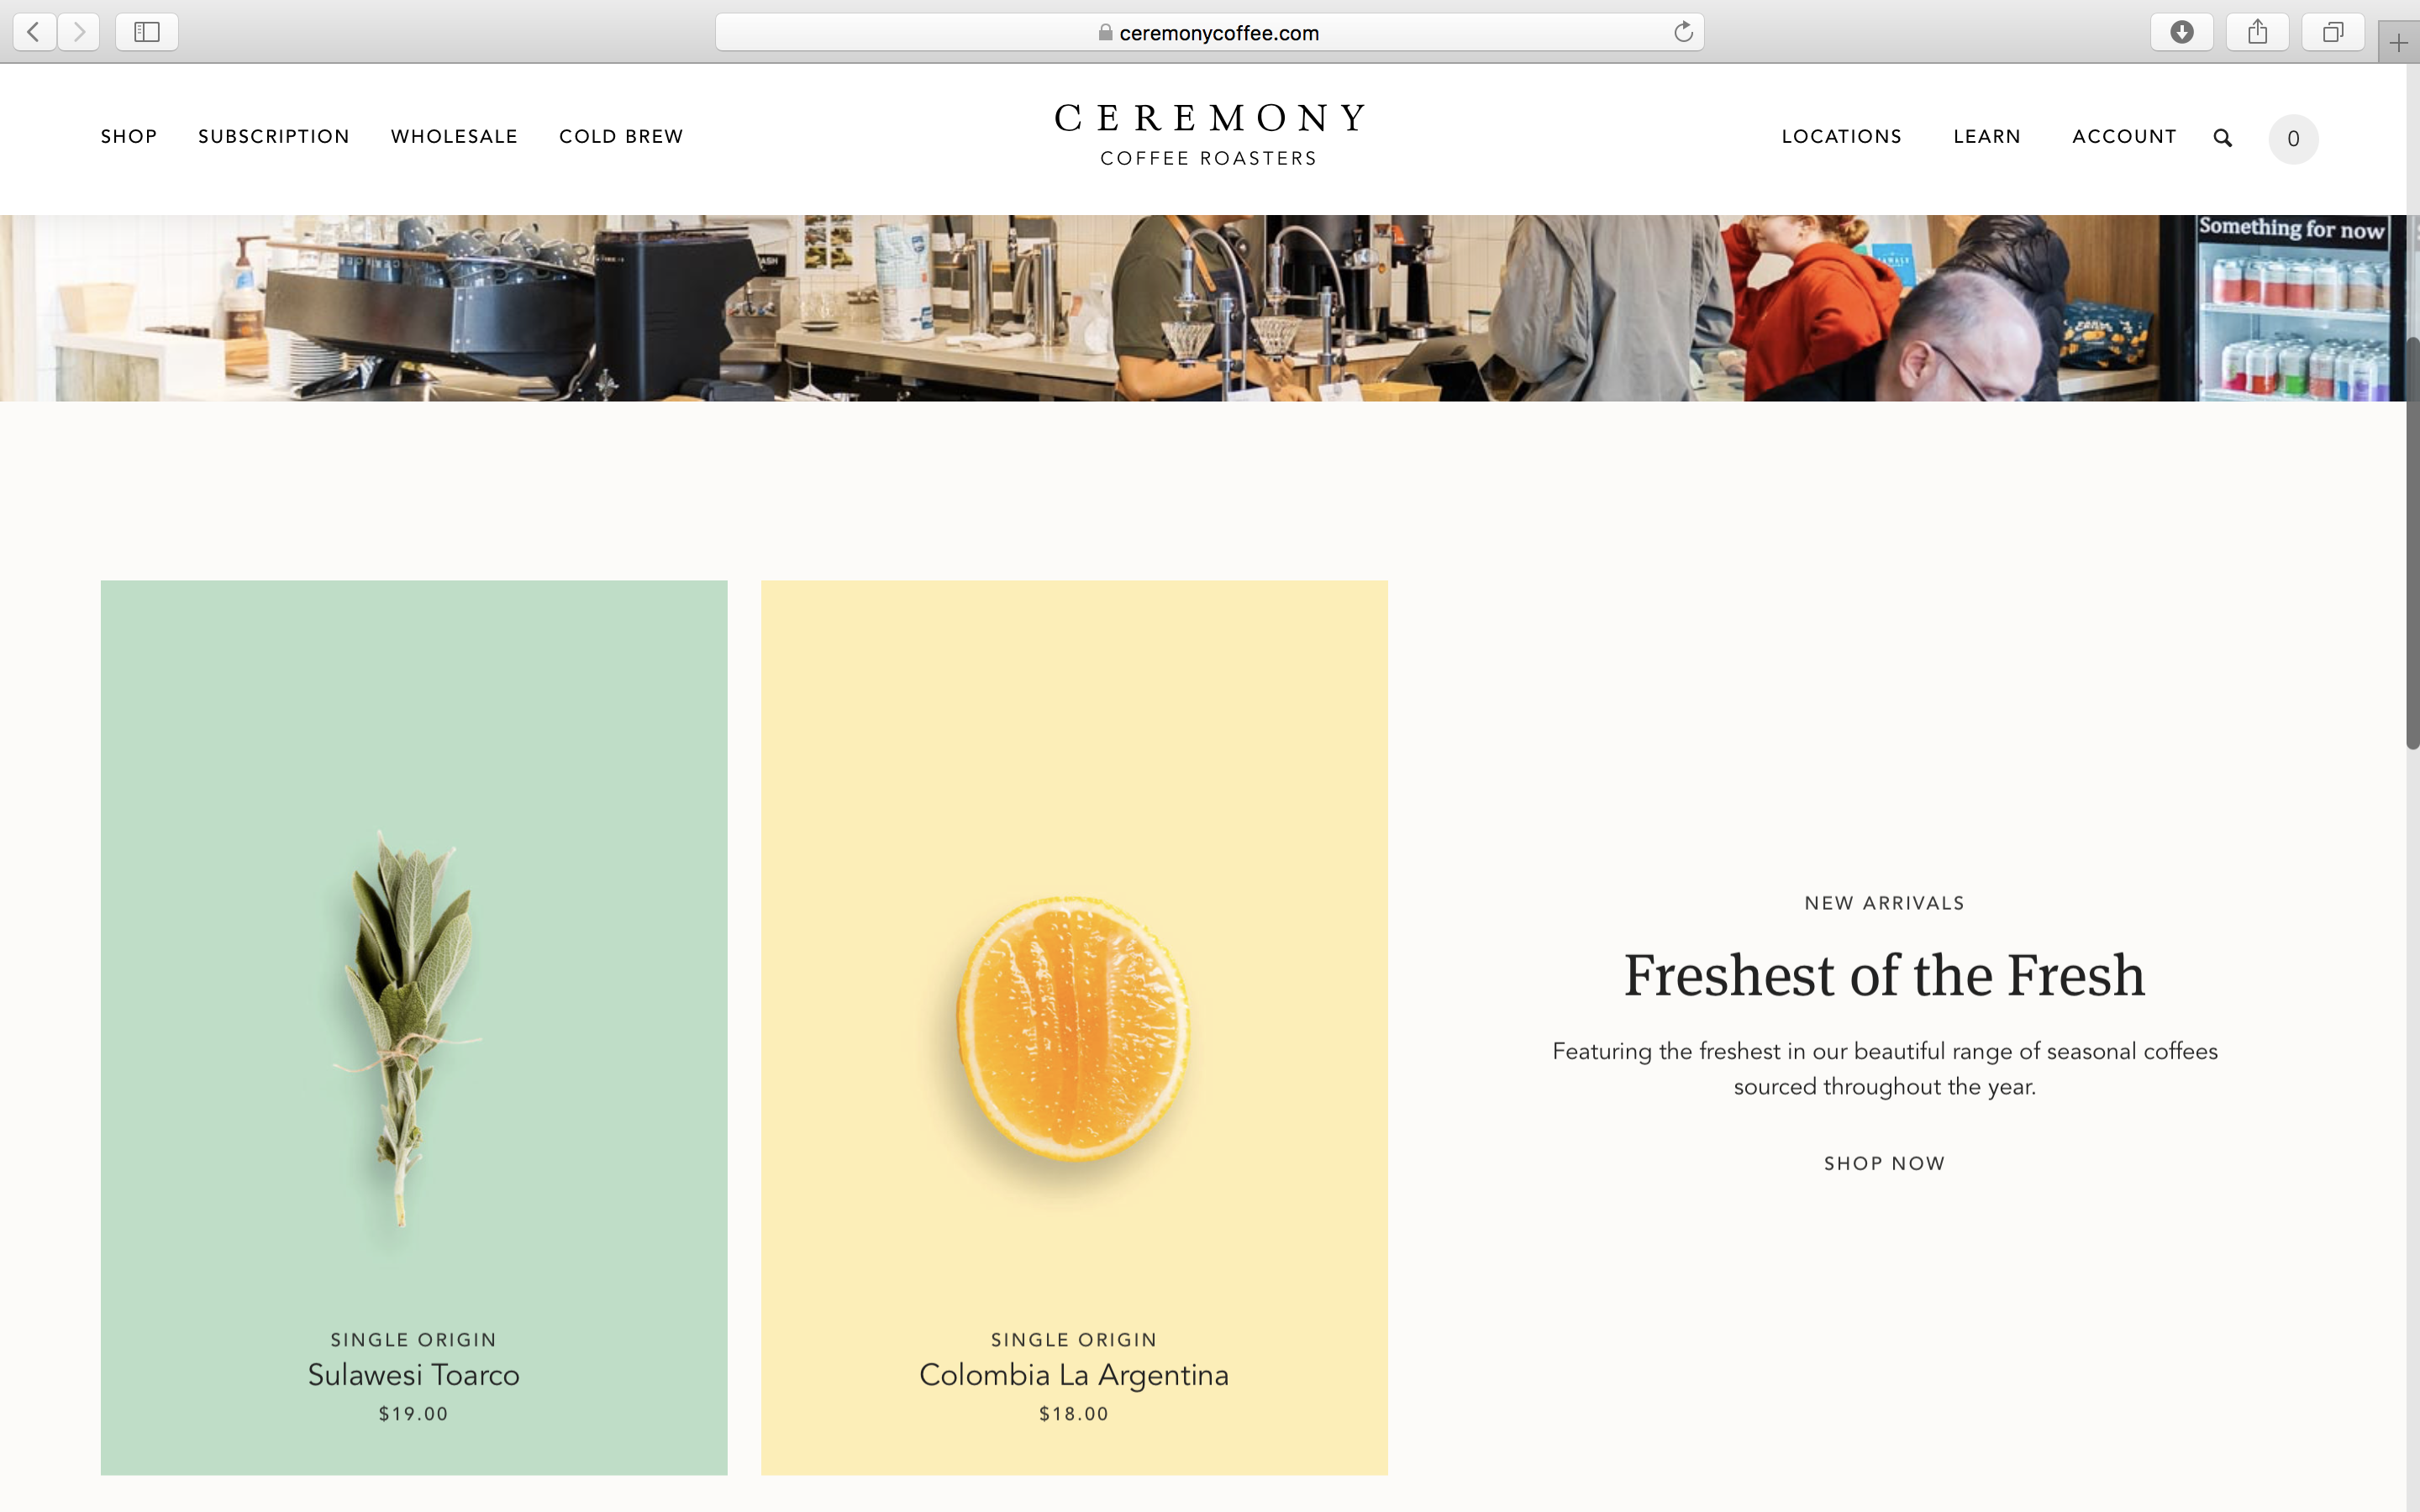 ceremonycoffee.com
SHOP SUBSCRIPTION WHOLESALE COLD BREW
CEREMONY
COFFEE ROASTERS
LOCATIONS LEARN ACCOUNT 0
Something for now
NEW ARRIVALS
Freshest of the Fresh
Featuring the freshest in our beautiful range of seasonal coffees
sourced throughout the year.
SHOP NOW
SINGLE ORIGIN
Sulawesi Toarco
$19.00
SINGLE ORIGIN
Colombia La Argentina
$18.00